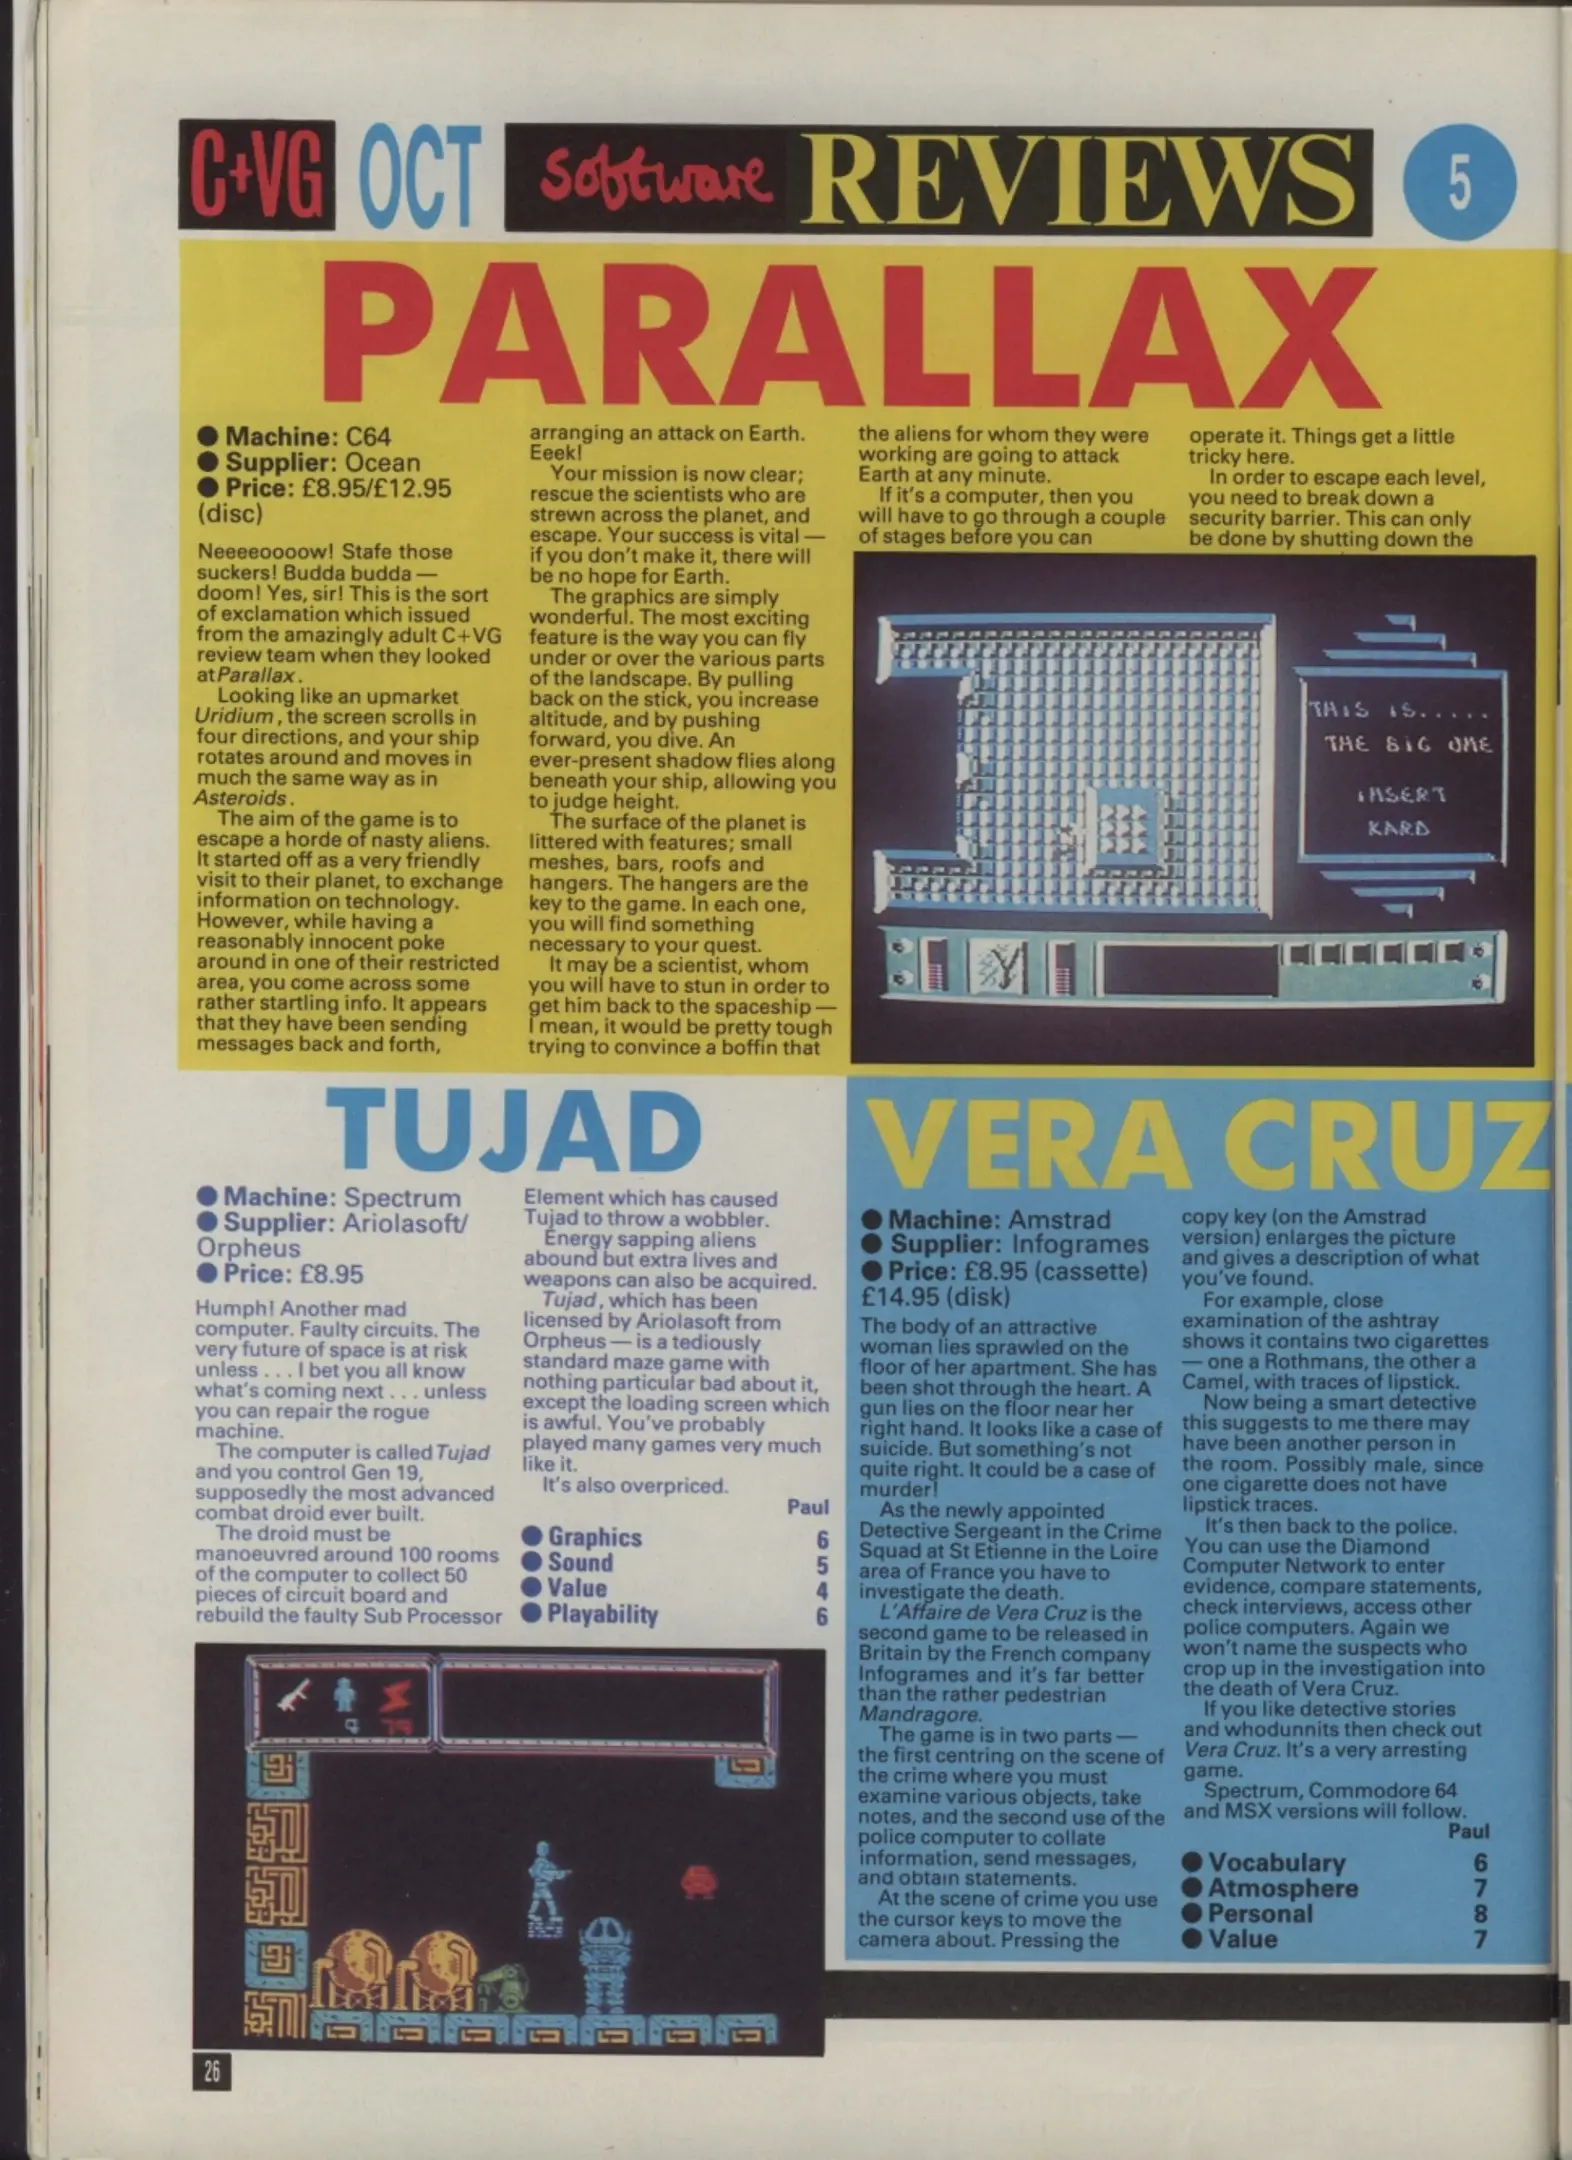 C+VG OCT software REVIEWS 5
PARALLAX
● Machine: C64
● Supplier: Ocean
● Price: £8.95/£12.95
(disc)
Neeeeoooow! Stafe those
suckers! Budda budda —
doom! Yes, sir! This is the sort
of exclamation which issued
from the amazingly adult C+VG
review team when they looked
at Parallax.
Looking like an upmarket
Uridium, the screen scrolls in
four directions, and your ship
rotates around and moves in
much the same way as in
Asteroids.
The aim of the game is to
escape a horde of nasty aliens.
It started off as a very friendly
visit to their planet, to exchange
information on technology.
However, while having a
reasonably innocent poke
around in one of their restricted
area, you come across some
rather startling info. It appears
that they have been sending
messages back and forth,
arranging an attack on Earth.
Eeek!
Your mission is now clear;
rescue the scientists who are
strewn across the planet, and
escape. Your success is vital —
if you don't make it, there will
be no hope for Earth.
The graphics are simply
wonderful. The most exciting
feature is the way you can fly
under or over the various parts
of the landscape. By pulling
back on the stick, you increase
altitude, and by pushing
forward, you dive. An
ever-present shadow flies along
beneath your ship, allowing you
to judge height.
The surface of the planet is
littered with features; small
meshes, bars, roofs and
hangers. The hangers are the
key to the game. In each one,
you will find something
necessary to your quest.
It may be a scientist, whom
you will have to stun in order to
get him back to the spaceship —
I mean, it would be pretty tough
trying to convince a boffin that
the aliens for whom they were
working are going to attack
Earth at any minute.
If it's a computer, then you
will have to go through a couple
of stages before you can
operate it. Things get a little
tricky here.
In order to escape each level,
you need to break down a
security barrier. This can only
be done by shutting down the
THIS IS.....
THE BIG ONE
INSERT
KARD
TUJAD
● Machine: Spectrum
● Supplier: Ariolasoft/
Orpheus
● Price: £8.95
Humph! Another mad
computer. Faulty circuits. The
very future of space is at risk
unless . . . I bet you all know
what's coming next . . . unless
you can repair the rogue
machine.
The computer is called Tujad
and you control Gen 19,
supposedly the most advanced
combat droid ever built.
The droid must be
manoeuvred around 100 rooms
of the computer to collect 50
pieces of circuit board and
rebuild the faulty Sub Processor
Element which has caused
Tujad to throw a wobbler.
Energy sapping aliens
abound but extra lives and
weapons can also be acquired.
Tujad, which has been
licensed by Ariolasoft from
Orpheus — is a tediously
standard maze game with
nothing particular bad about it,
except the loading screen which
is awful. You've probably
played many games very much
like it.
It's also overpriced.
Paul
● Graphics 6
● Sound 5
● Value 4
● Playability 6
9 79
VERA CRUZ
● Machine: Amstrad
● Supplier: Infogrames
● Price: £8.95 (cassette)
£14.95 (disk)
The body of an attractive
woman lies sprawled on the
floor of her apartment. She has
been shot through the heart. A
gun lies on the floor near her
right hand. It looks like a case of
suicide. But something's not
quite right. It could be a case of
murder!
As the newly appointed
Detective Sergeant in the Crime
Squad at St Etienne in the Loire
area of France you have to
investigate the death.
L'Affaire de Vera Cruz is the
second game to be released in
Britain by the French company
Infogrames and it's far better
than the rather pedestrian
Mandragore.
The game is in two parts —
the first centring on the scene of
the crime where you must
examine various objects, take
notes, and the second use of the
police computer to collate
information, send messages,
and obtain statements.
At the scene of crime you use
the cursor keys to move the
camera about. Pressing the
copy key (on the Amstrad
version) enlarges the picture
and gives a description of what
you've found.
For example, close
examination of the ashtray
shows it contains two cigarettes
— one a Rothmans, the other a
Camel, with traces of lipstick.
Now being a smart detective
this suggests to me there may
have been another person in
the room. Possibly male, since
one cigarette does not have
lipstick traces.
It's then back to the police.
You can use the Diamond
Computer Network to enter
evidence, compare statements,
check interviews, access other
police computers. Again we
won't name the suspects who
crop up in the investigation into
the death of Vera Cruz.
If you like detective stories
and whodunnits then check out
Vera Cruz. It's a very arresting
game.
Spectrum, Commodore 64
and MSX versions will follow.
Paul
● Vocabulary 6
● Atmosphere 7
● Personal 8
● Value 7
26